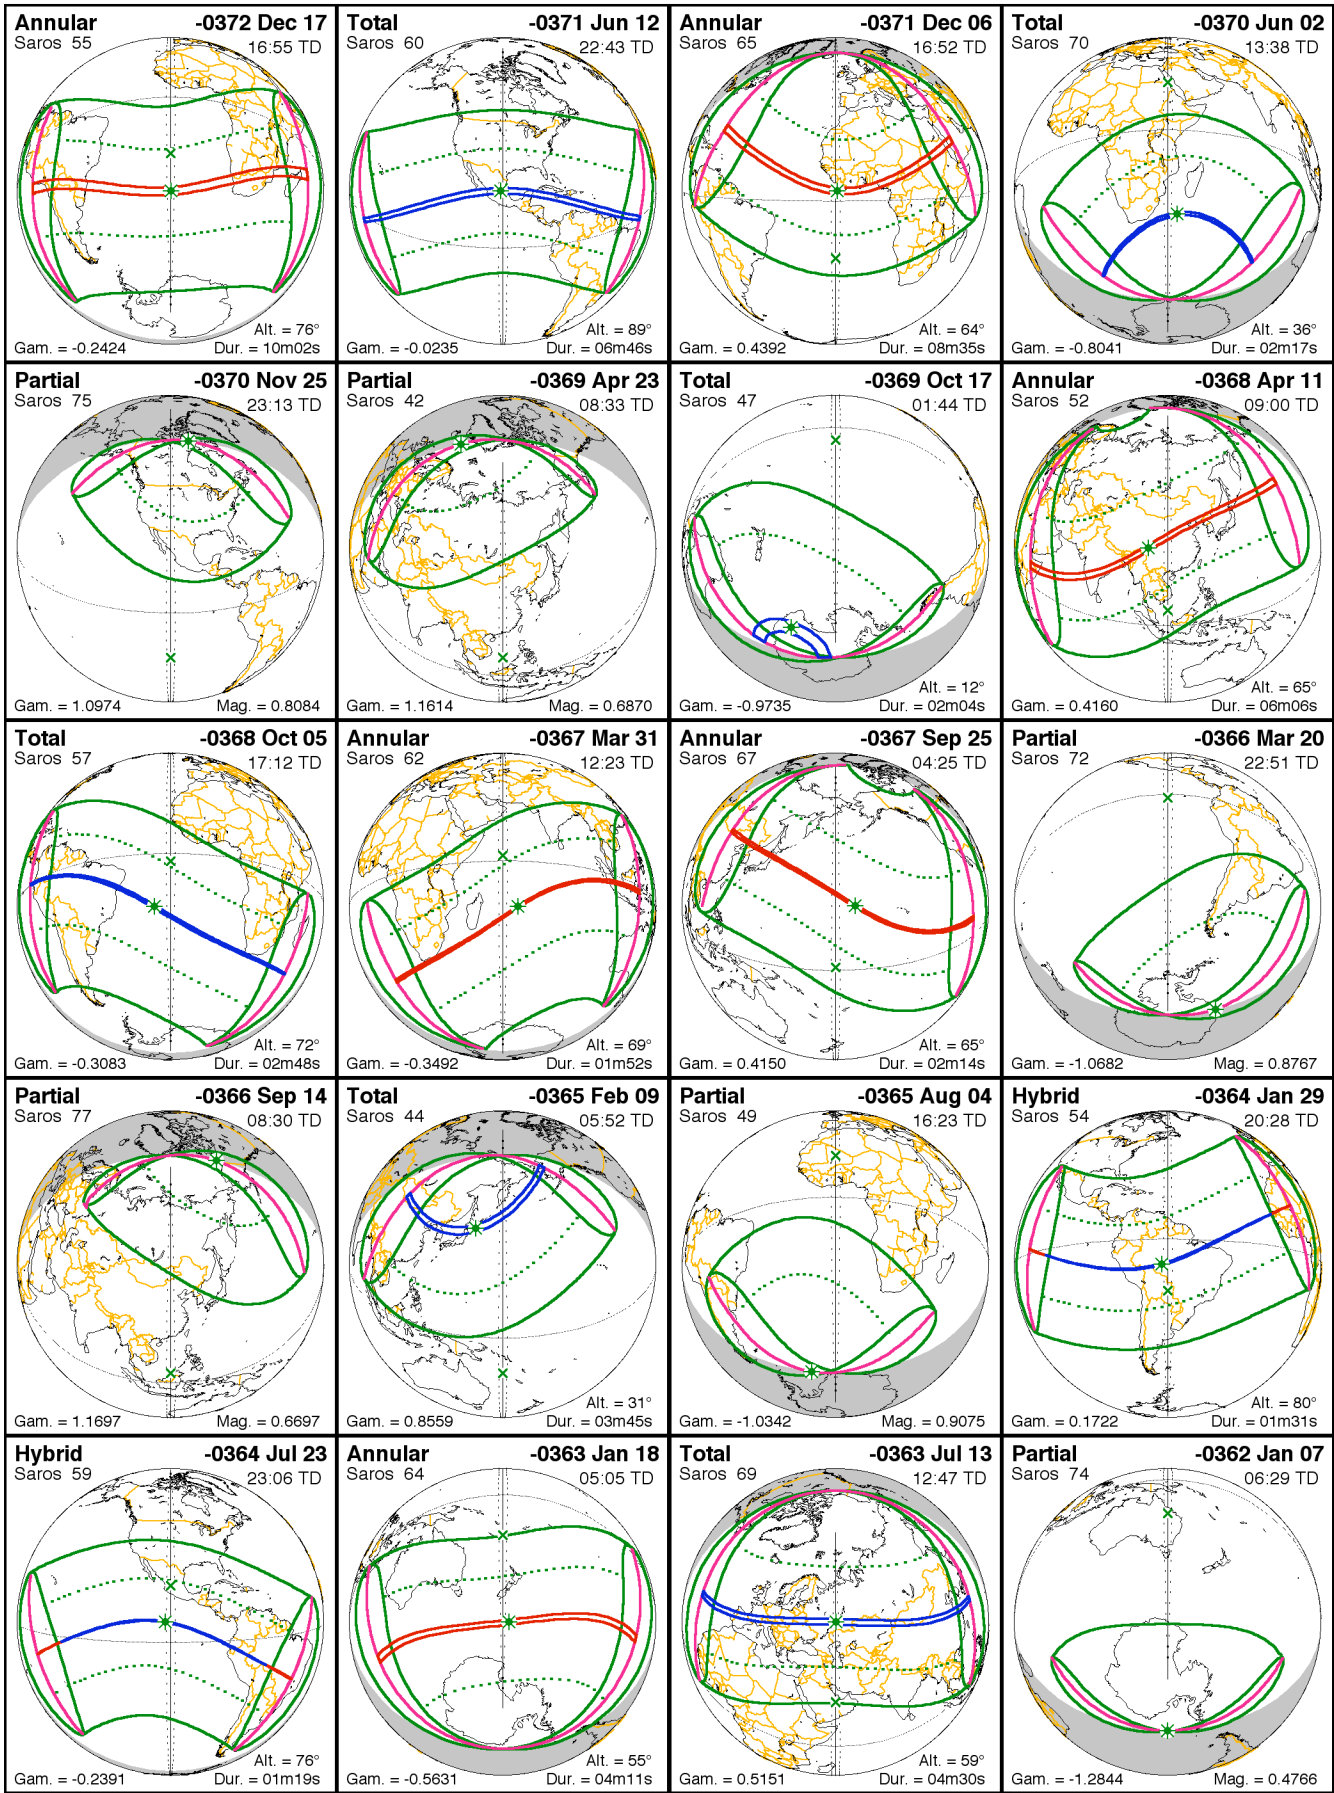 Annular -0372 Dec 17
Saros 55 16:55 TD
Alt. = 76°
Gam. = -0.2424 Dur. = 10m02s
Total -0371 Jun 12
Saros 60 22:43 TD
Alt. = 89°
Gam. = -0.0235 Dur. = 06m46s
Annular -0371 Dec 06
Saros 65 16:52 TD
Alt. = 64°
Gam. = 0.4392 Dur. = 08m35s
Total -0370 Jun 02
Saros 70 13:38 TD
Alt. = 36°
Gam. = -0.8041 Dur. = 02m17s
Partial -0370 Nov 25
Saros 75 23:13 TD
Gam. = 1.0974 Mag. = 0.8084
Partial -0369 Apr 23
Saros 42 08:33 TD
Gam. = 1.1614 Mag. = 0.6870
Total -0369 Oct 17
Saros 47 01:44 TD
Alt. = 12°
Gam. = -0.9735 Dur. = 02m04s
Annular -0368 Apr 11
Saros 52 09:00 TD
Alt. = 65°
Gam. = 0.4160 Dur. = 06m06s
Total -0368 Oct 05
Saros 57 17:12 TD
Alt. = 72°
Gam. = -0.3083 Dur. = 02m48s
Annular -0367 Mar 31
Saros 62 12:23 TD
Alt. = 69°
Gam. = -0.3492 Dur. = 01m52s
Annular -0367 Sep 25
Saros 67 04:25 TD
Alt. = 65°
Gam. = 0.4150 Dur. = 02m14s
Partial -0366 Mar 20
Saros 72 22:51 TD
Gam. = -1.0682 Mag. = 0.8767
Partial -0366 Sep 14
Saros 77 08:30 TD
Gam. = 1.1697 Mag. = 0.6697
Total -0365 Feb 09
Saros 44 05:52 TD
Alt. = 31°
Gam. = 0.8559 Dur. = 03m45s
Partial -0365 Aug 04
Saros 49 16:23 TD
Gam. = -1.0342 Mag. = 0.9075
Hybrid -0364 Jan 29
Saros 54 20:28 TD
Alt. = 80°
Gam. = 0.1722 Dur. = 01m31s
Hybrid -0364 Jul 23
Saros 59 23:06 TD
Alt. = 76°
Gam. = -0.2391 Dur. = 01m19s
Annular -0363 Jan 18
Saros 64 05:05 TD
Alt. = 55°
Gam. = -0.5631 Dur. = 04m11s
Total -0363 Jul 13
Saros 69 12:47 TD
Alt. = 59°
Gam. = 0.5151 Dur. = 04m30s
Partial -0362 Jan 07
Saros 74 06:29 TD
Gam. = -1.2844 Mag. = 0.4766